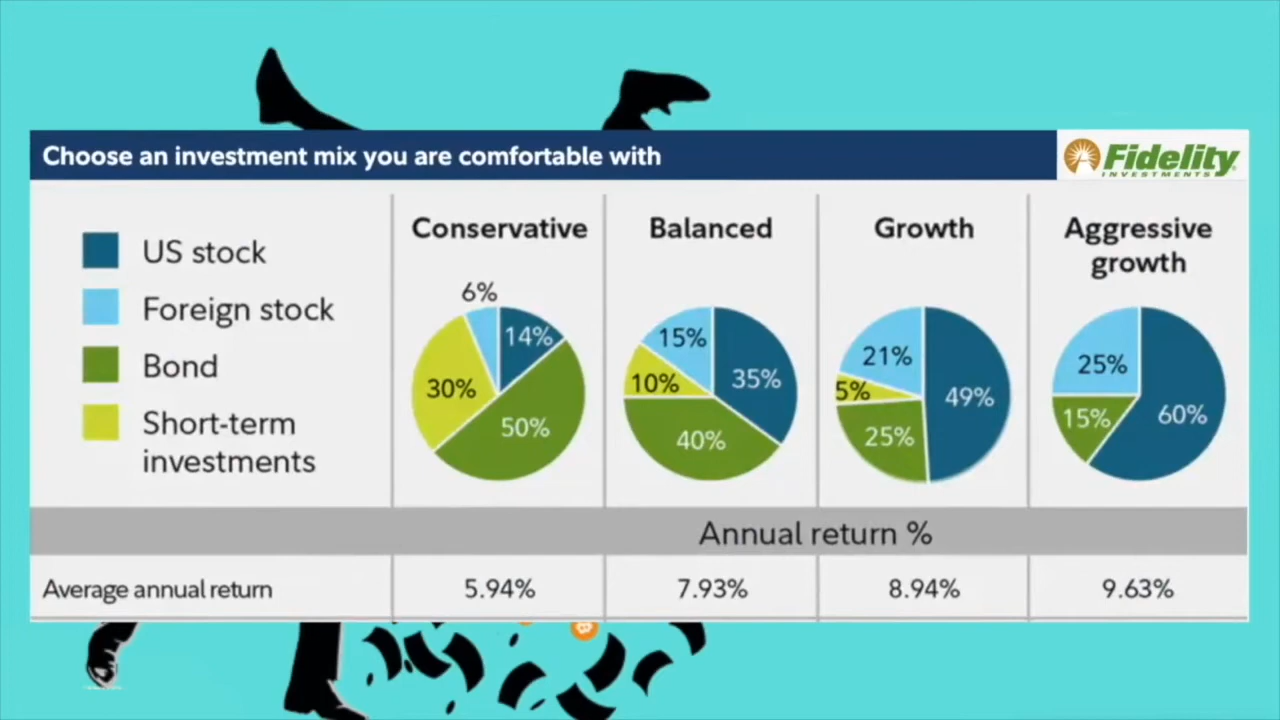 Choose an investment mix you are comfortable with
Fidelity
INVESTMENTS®
US stock
Foreign stock
Bond
Short-term
investments
Conservative
6%
14%
30%
50%
Balanced
15%
35%
10%
40%
Growth
21%
49%
5%
25%
Aggressive
growth
25%
60%
15%
Annual return %
Average annual return
5.94%
7.93%
8.94%
9.63%